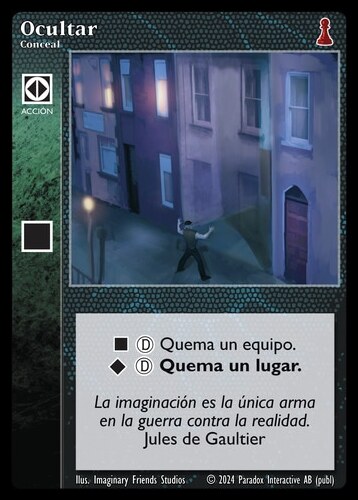 Ocultar
Conceal
ACCIÓN
Ⓓ Quema un equipo.
Ⓓ Quema un lugar.
La imaginación es la única arma
en la guerra contra la realidad.
Jules de Gaultier
Ilus. Imaginary Friends Studios © 2024 Paradox Interactive AB (publ)